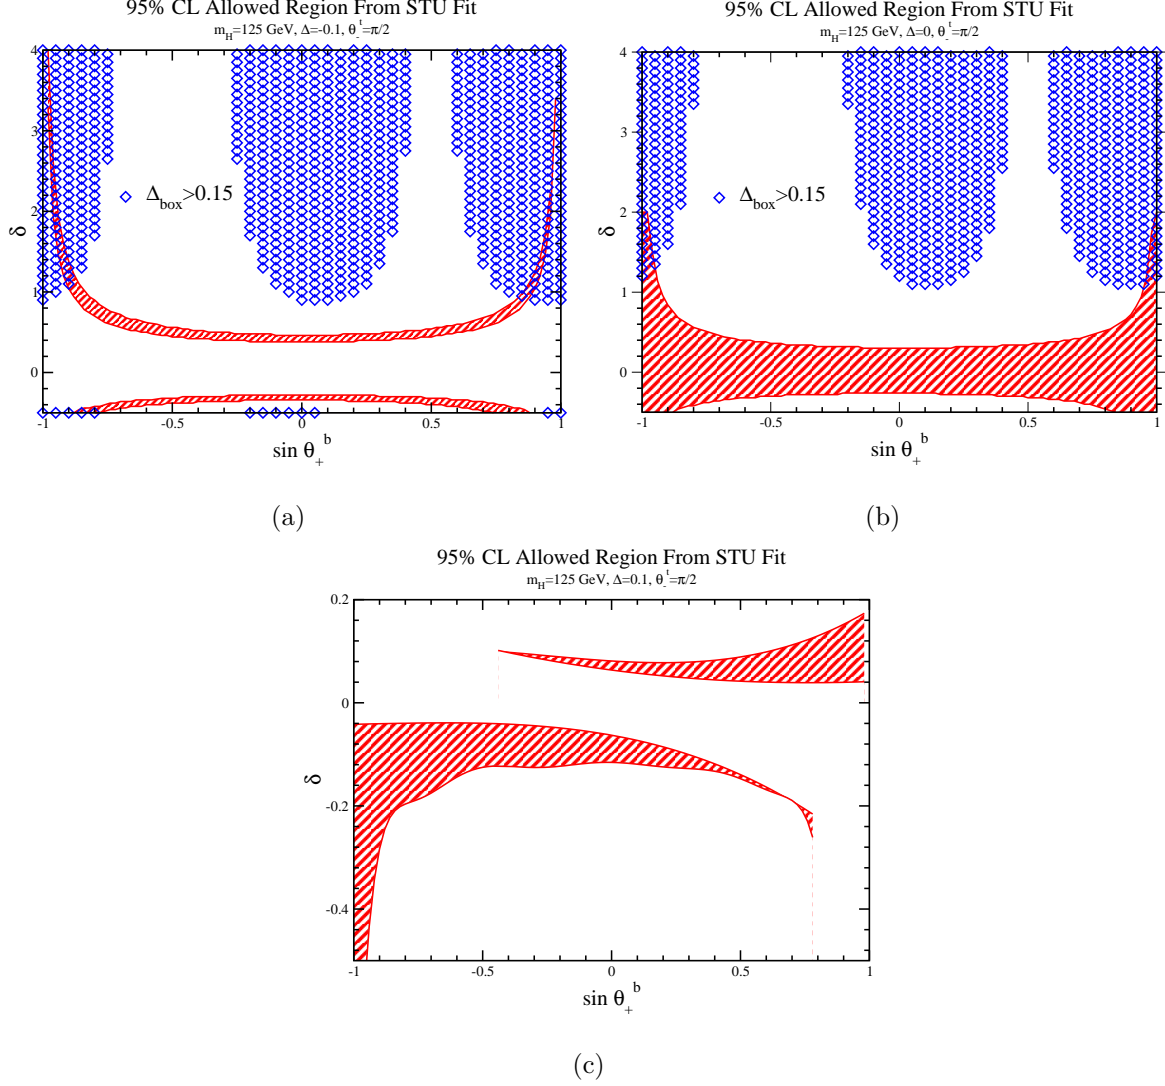 95% CL Allowed Region From STU Fit
m_H=125 GeV, Δ=-0.1, θ_-^t=π/2
4
3
2
1
0
δ
Δ_box>0.15
-1
-0.5
0
0.5
1
sin θ_+^b
(a)
95% CL Allowed Region From STU Fit
m_H=125 GeV, Δ=0, θ_-^t=π/2
4
3
2
1
0
δ
Δ_box>0.15
-1
-0.5
0
0.5
1
sin θ_+^b
(b)
95% CL Allowed Region From STU Fit
m_H=125 GeV, Δ=0.1, θ_-^t=π/2
0.2
0
-0.2
-0.4
δ
-1
-0.5
0
0.5
1
sin θ_+^b
(c)